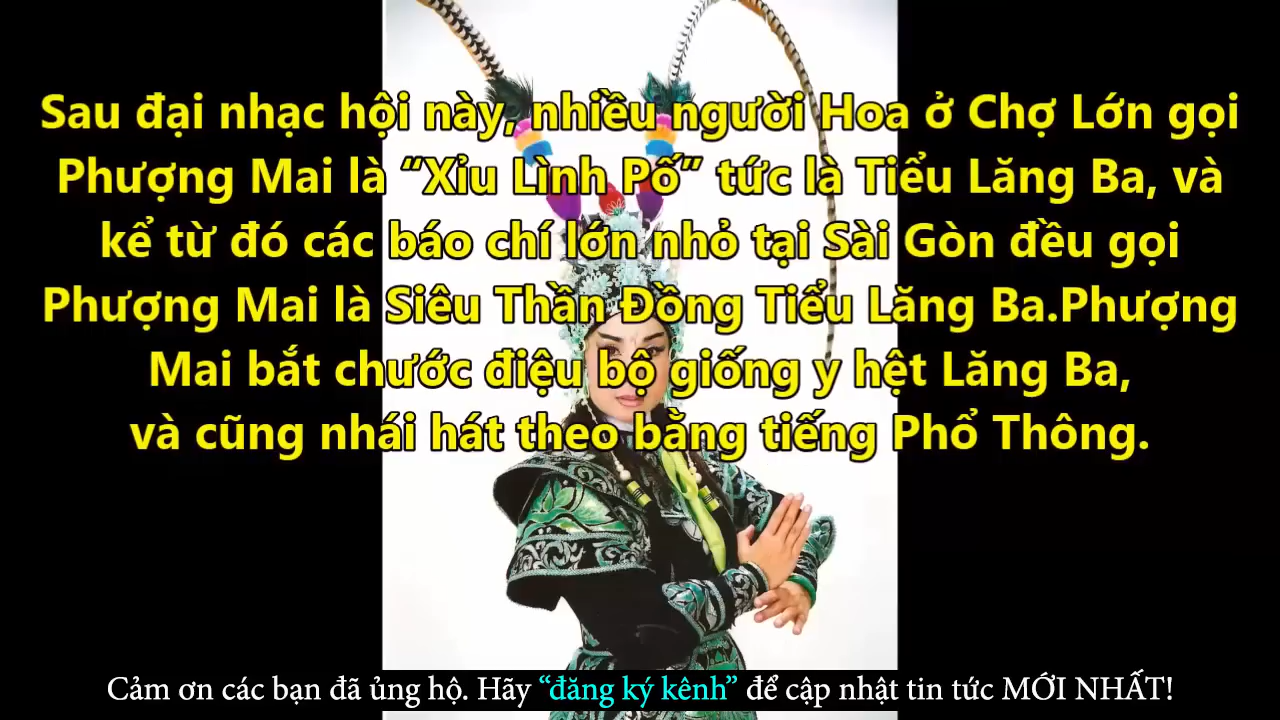 Sau đại nhạc hội này, nhiều người Hoa ở Chợ Lớn gọi
Phượng Mai là “Xỉu Lình Pố” tức là Tiểu Lăng Ba, và
kể từ đó các báo chí lớn nhỏ tại Sài Gòn đều gọi
Phượng Mai là Siêu Thần Đồng Tiểu Lăng Ba.Phượng
Mai bắt chước điệu bộ giống y hệt Lăng Ba,
và cũng nhái hát theo bằng tiếng Phổ Thông.
Cảm ơn các bạn đã ủng hộ. Hãy “đăng ký kênh” để cập nhật tin tức MỚI NHẤT!